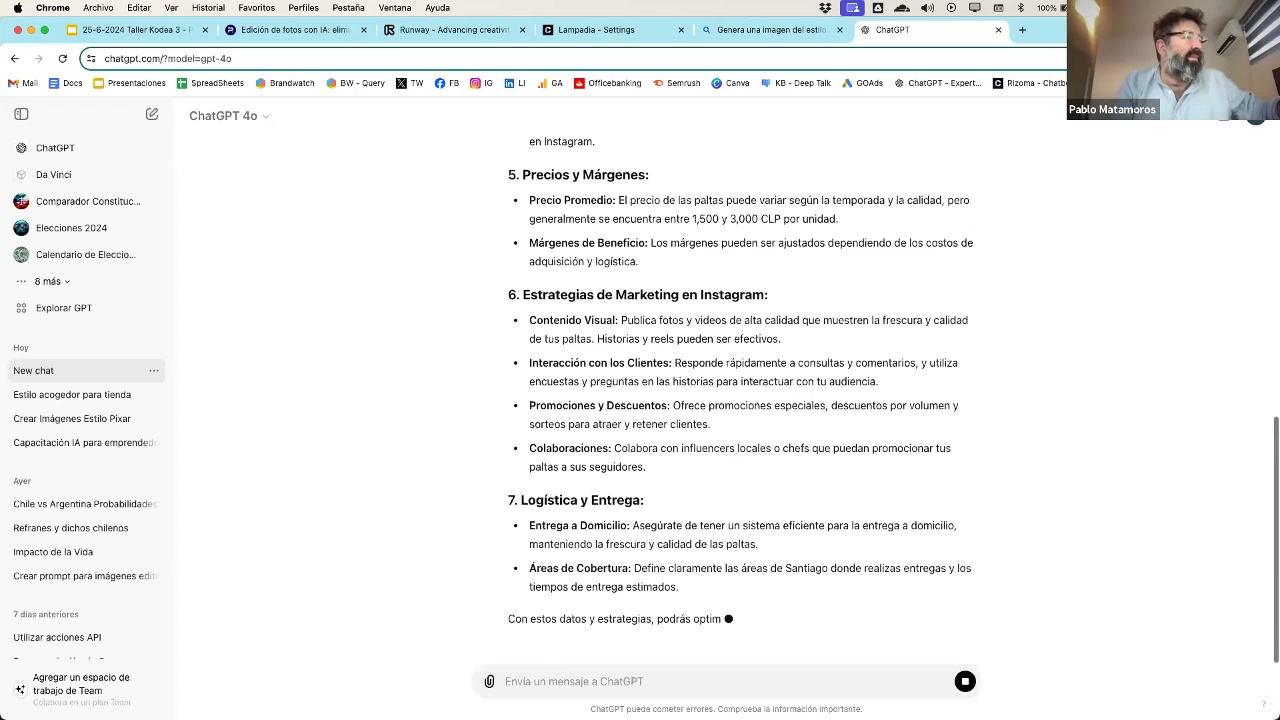 Chrome Archivo Editar Ver Historial Favoritos Perfiles Pestaña Ventana Ayuda 100%
25-6-2024 Taller Kodea 3 - P Edición de fotos con IA: elimi Runway - Advancing creativity Lampadia - Settings Genera una imagen del estilo ChatGPT
chatgpt.com/?model=gpt-4o
Mail Docs Presentaciones SpreadSheets Brandwatch BW - Query TW FB IG LI GA Officebanking Semrush Canva KB - Deep Talk GOAds ChatGPT - Expert... Rizoma - Chatbo
Pablo Matamoros
ChatGPT 4o
ChatGPT
Da Vinci
Comparador Constituc...
Elecciones 2024
Calendario de Eleccio...
8 más
Explorar GPT
Hoy
New chat
Estilo acogedor para tienda
Crear Imágenes Estilo Pixar
Capacitación IA para emprendedo
Ayer
Chile vs Argentina Probabilidades
Refranes y dichos chilenos
Impacto de la Vida
Crear prompt para imágenes edito
7 días anteriores
Utilizar acciones API
Agregar un espacio de
trabajo de Team
Colabora en un plan Team
en Instagram.
5. Precios y Márgenes:
• Precio Promedio: El precio de las paltas puede variar según la temporada y la calidad, pero
generalmente se encuentra entre 1,500 y 3,000 CLP por unidad.
• Márgenes de Beneficio: Los márgenes pueden ser ajustados dependiendo de los costos de
adquisición y logística.
6. Estrategias de Marketing en Instagram:
• Contenido Visual: Publica fotos y videos de alta calidad que muestren la frescura y calidad
de tus paltas. Historias y reels pueden ser efectivos.
• Interacción con los Clientes: Responde rápidamente a consultas y comentarios, y utiliza
encuestas y preguntas en las historias para interactuar con tu audiencia.
• Promociones y Descuentos: Ofrece promociones especiales, descuentos por volumen y
sorteos para atraer y retener clientes.
• Colaboraciones: Colabora con influencers locales o chefs que puedan promocionar tus
paltas a sus seguidores.
7. Logística y Entrega:
• Entrega a Domicilio: Asegúrate de tener un sistema eficiente para la entrega a domicilio,
manteniendo la frescura y calidad de las paltas.
• Áreas de Cobertura: Define claramente las áreas de Santiago donde realizas entregas y los
tiempos de entrega estimados.
Con estos datos y estrategias, podrás optim
Envía un mensaje a ChatGPT
ChatGPT puede cometer errores. Comprueba la información importante.
?